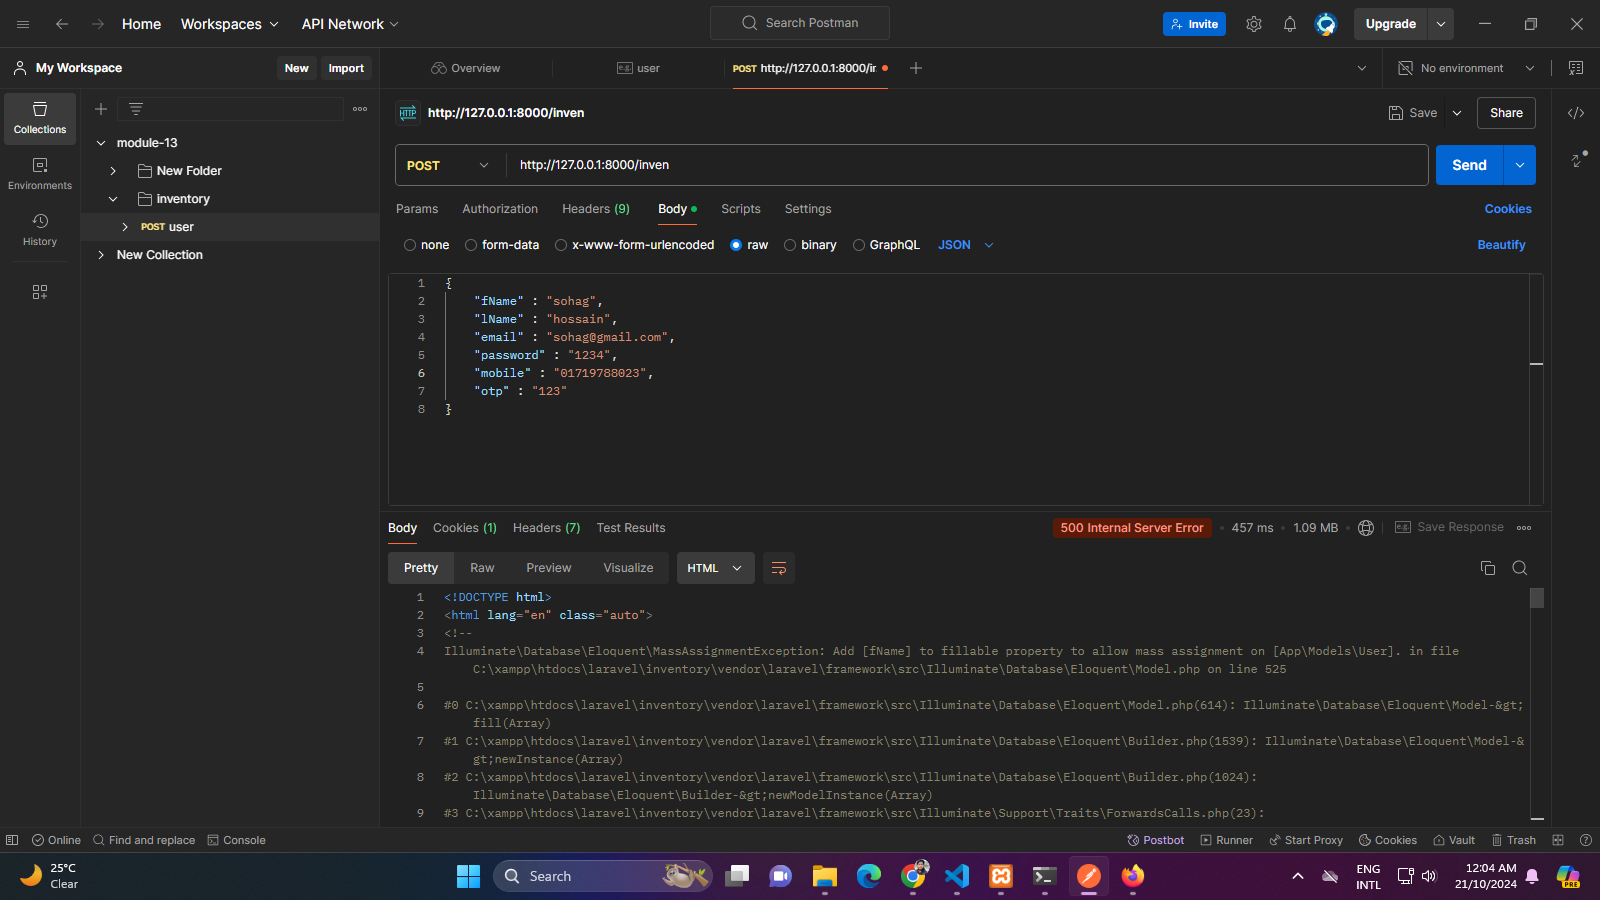 Home
Workspaces
API Network
Search Postman
Invite
Upgrade
My Workspace
New
Import
Overview
user
POST http://127.0.0.1:8000/in
No environment
Collections
Environments
History
module-13
New Folder
inventory
POST user
New Collection
HTTP http://127.0.0.1:8000/inven
Save
Share
POST
http://127.0.0.1:8000/inven
Send
Params
Authorization
Headers (9)
Body
Scripts
Settings
Cookies
none
form-data
x-www-form-urlencoded
raw
binary
GraphQL
JSON
Beautify
1 {
2 "fName" : "sohag",
3 "lName" : "hossain",
4 "email" : "sohag@gmail.com",
5 "password" : "1234",
6 "mobile" : "01719788023",
7 "otp" : "123"
8 }
Body
Cookies (1)
Headers (7)
Test Results
500 Internal Server Error
457 ms
1.09 MB
Save Response
Pretty
Raw
Preview
Visualize
HTML
1 <!DOCTYPE html>
2 <html lang="en" class="auto">
3 <!--
4 Illuminate\Database\Eloquent\MassAssignmentException: Add [fName] to fillable property to allow mass assignment on [App\Models\User]. in file
C:\xampp\htdocs\laravel\inventory\vendor\laravel\framework\src\Illuminate\Database\Eloquent\Model.php on line 525
5
6 #0 C:\xampp\htdocs\laravel\inventory\vendor\laravel\framework\src\Illuminate\Database\Eloquent\Model.php(614): Illuminate\Database\Eloquent\Model-&gt;
fill(Array)
7 #1 C:\xampp\htdocs\laravel\inventory\vendor\laravel\framework\src\Illuminate\Database\Eloquent\Builder.php(1539): Illuminate\Database\Eloquent\Model-&
gt;newInstance(Array)
8 #2 C:\xampp\htdocs\laravel\inventory\vendor\laravel\framework\src\Illuminate\Database\Eloquent\Builder.php(1024):
Illuminate\Database\Eloquent\Builder-&gt;newModelInstance(Array)
9 #3 C:\xampp\htdocs\laravel\inventory\vendor\laravel\framework\src\Illuminate\Support\Traits\ForwardsCalls.php(23):
Online
Find and replace
Console
Postbot
Runner
Start Proxy
Cookies
Vault
Trash
25°C
Clear
Search
ENG
INTL
12:04 AM
21/10/2024
PRE